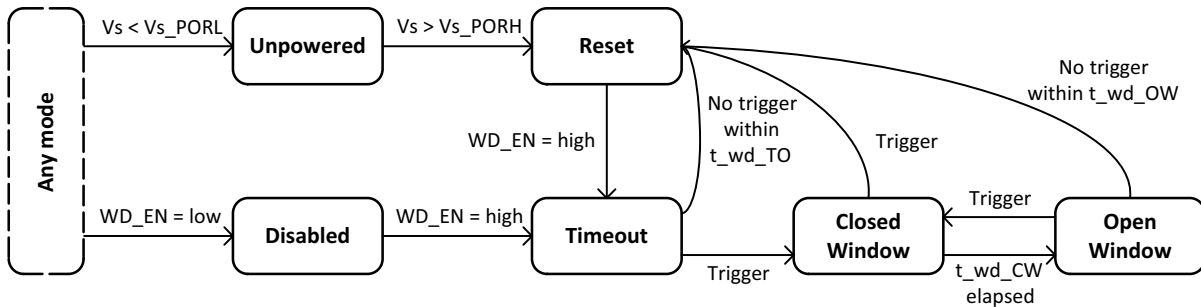 Any mode
Vs < Vs_PORL
Unpowered
Vs > Vs_PORH
Reset
No trigger
within t_wd_OW
No trigger
within
t_wd_TO
Trigger
WD_EN = high
WD_EN = low
Disabled
WD_EN = high
Timeout
Trigger
Closed
Window
Trigger
t_wd_CW
elapsed
Open
Window